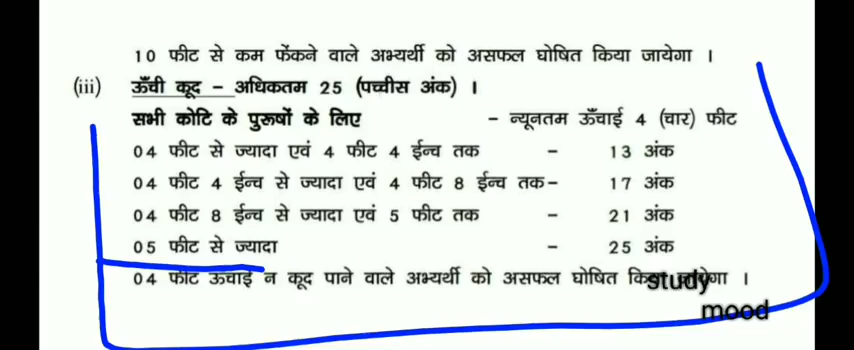 10 फीट से कम फेंकने वाले अभ्यर्थी को असफल घोषित किया जायेगा ।
(iii) ऊँची कूद – अधिकतम 25 (पच्चीस अंक) ।
सभी कोटि के पुरूषों के लिए - न्यूनतम ऊँचाई 4 (चार) फीट
04 फीट से ज्यादा एवं 4 फीट 4 ईन्च तक - 13 अंक
04 फीट 4 ईन्च से ज्यादा एवं 4 फीट 8 ईन्च तक- 17 अंक
04 फीट 8 ईन्च से ज्यादा एवं 5 फीट तक - 21 अंक
05 फीट से ज्यादा - 25 अंक
04 फीट ऊंचाई न कूद पाने वाले अभ्यर्थी को असफल घोषित किया जायेगा ।
study
mood